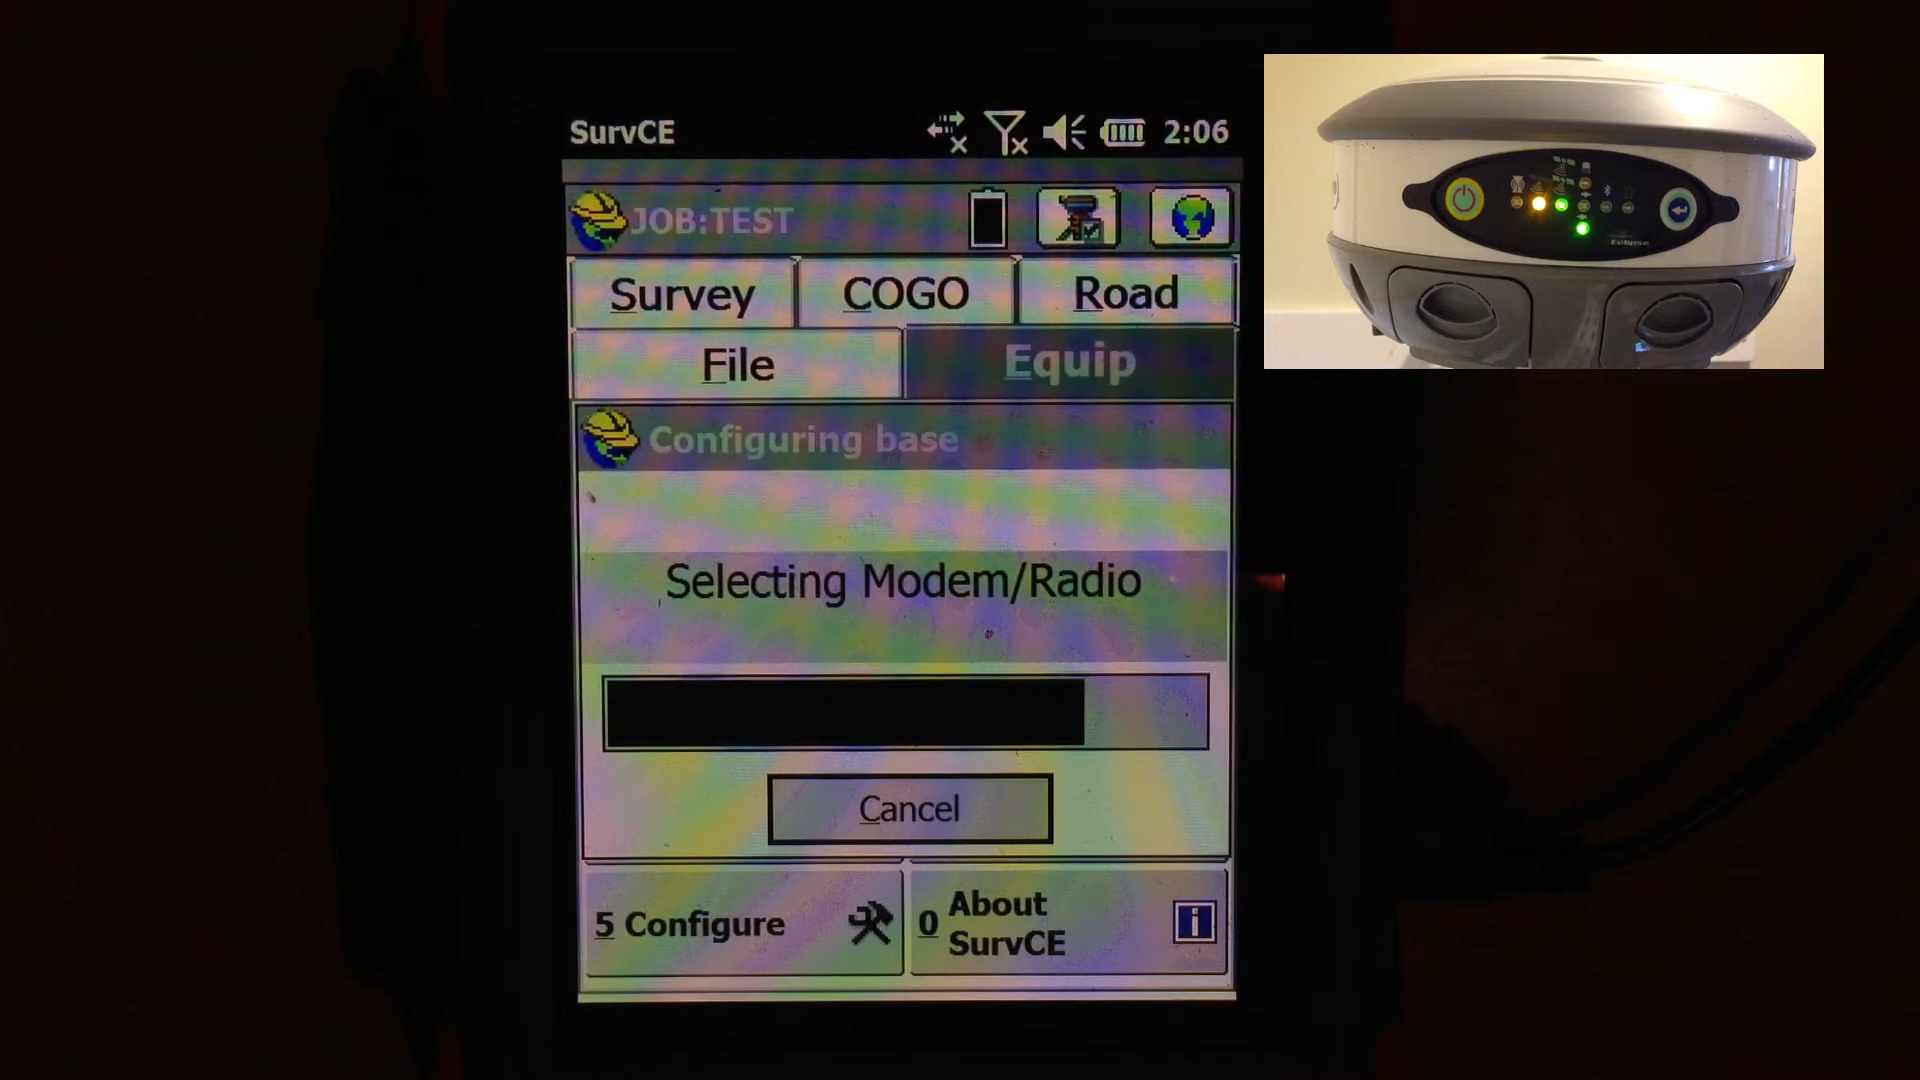 SurvCE 2:06
JOB:TEST
Survey COGO Road
File Equip
Configuring base
Selecting Modem/Radio
Cancel
5 Configure 0 About
SurvCE
Eclipse